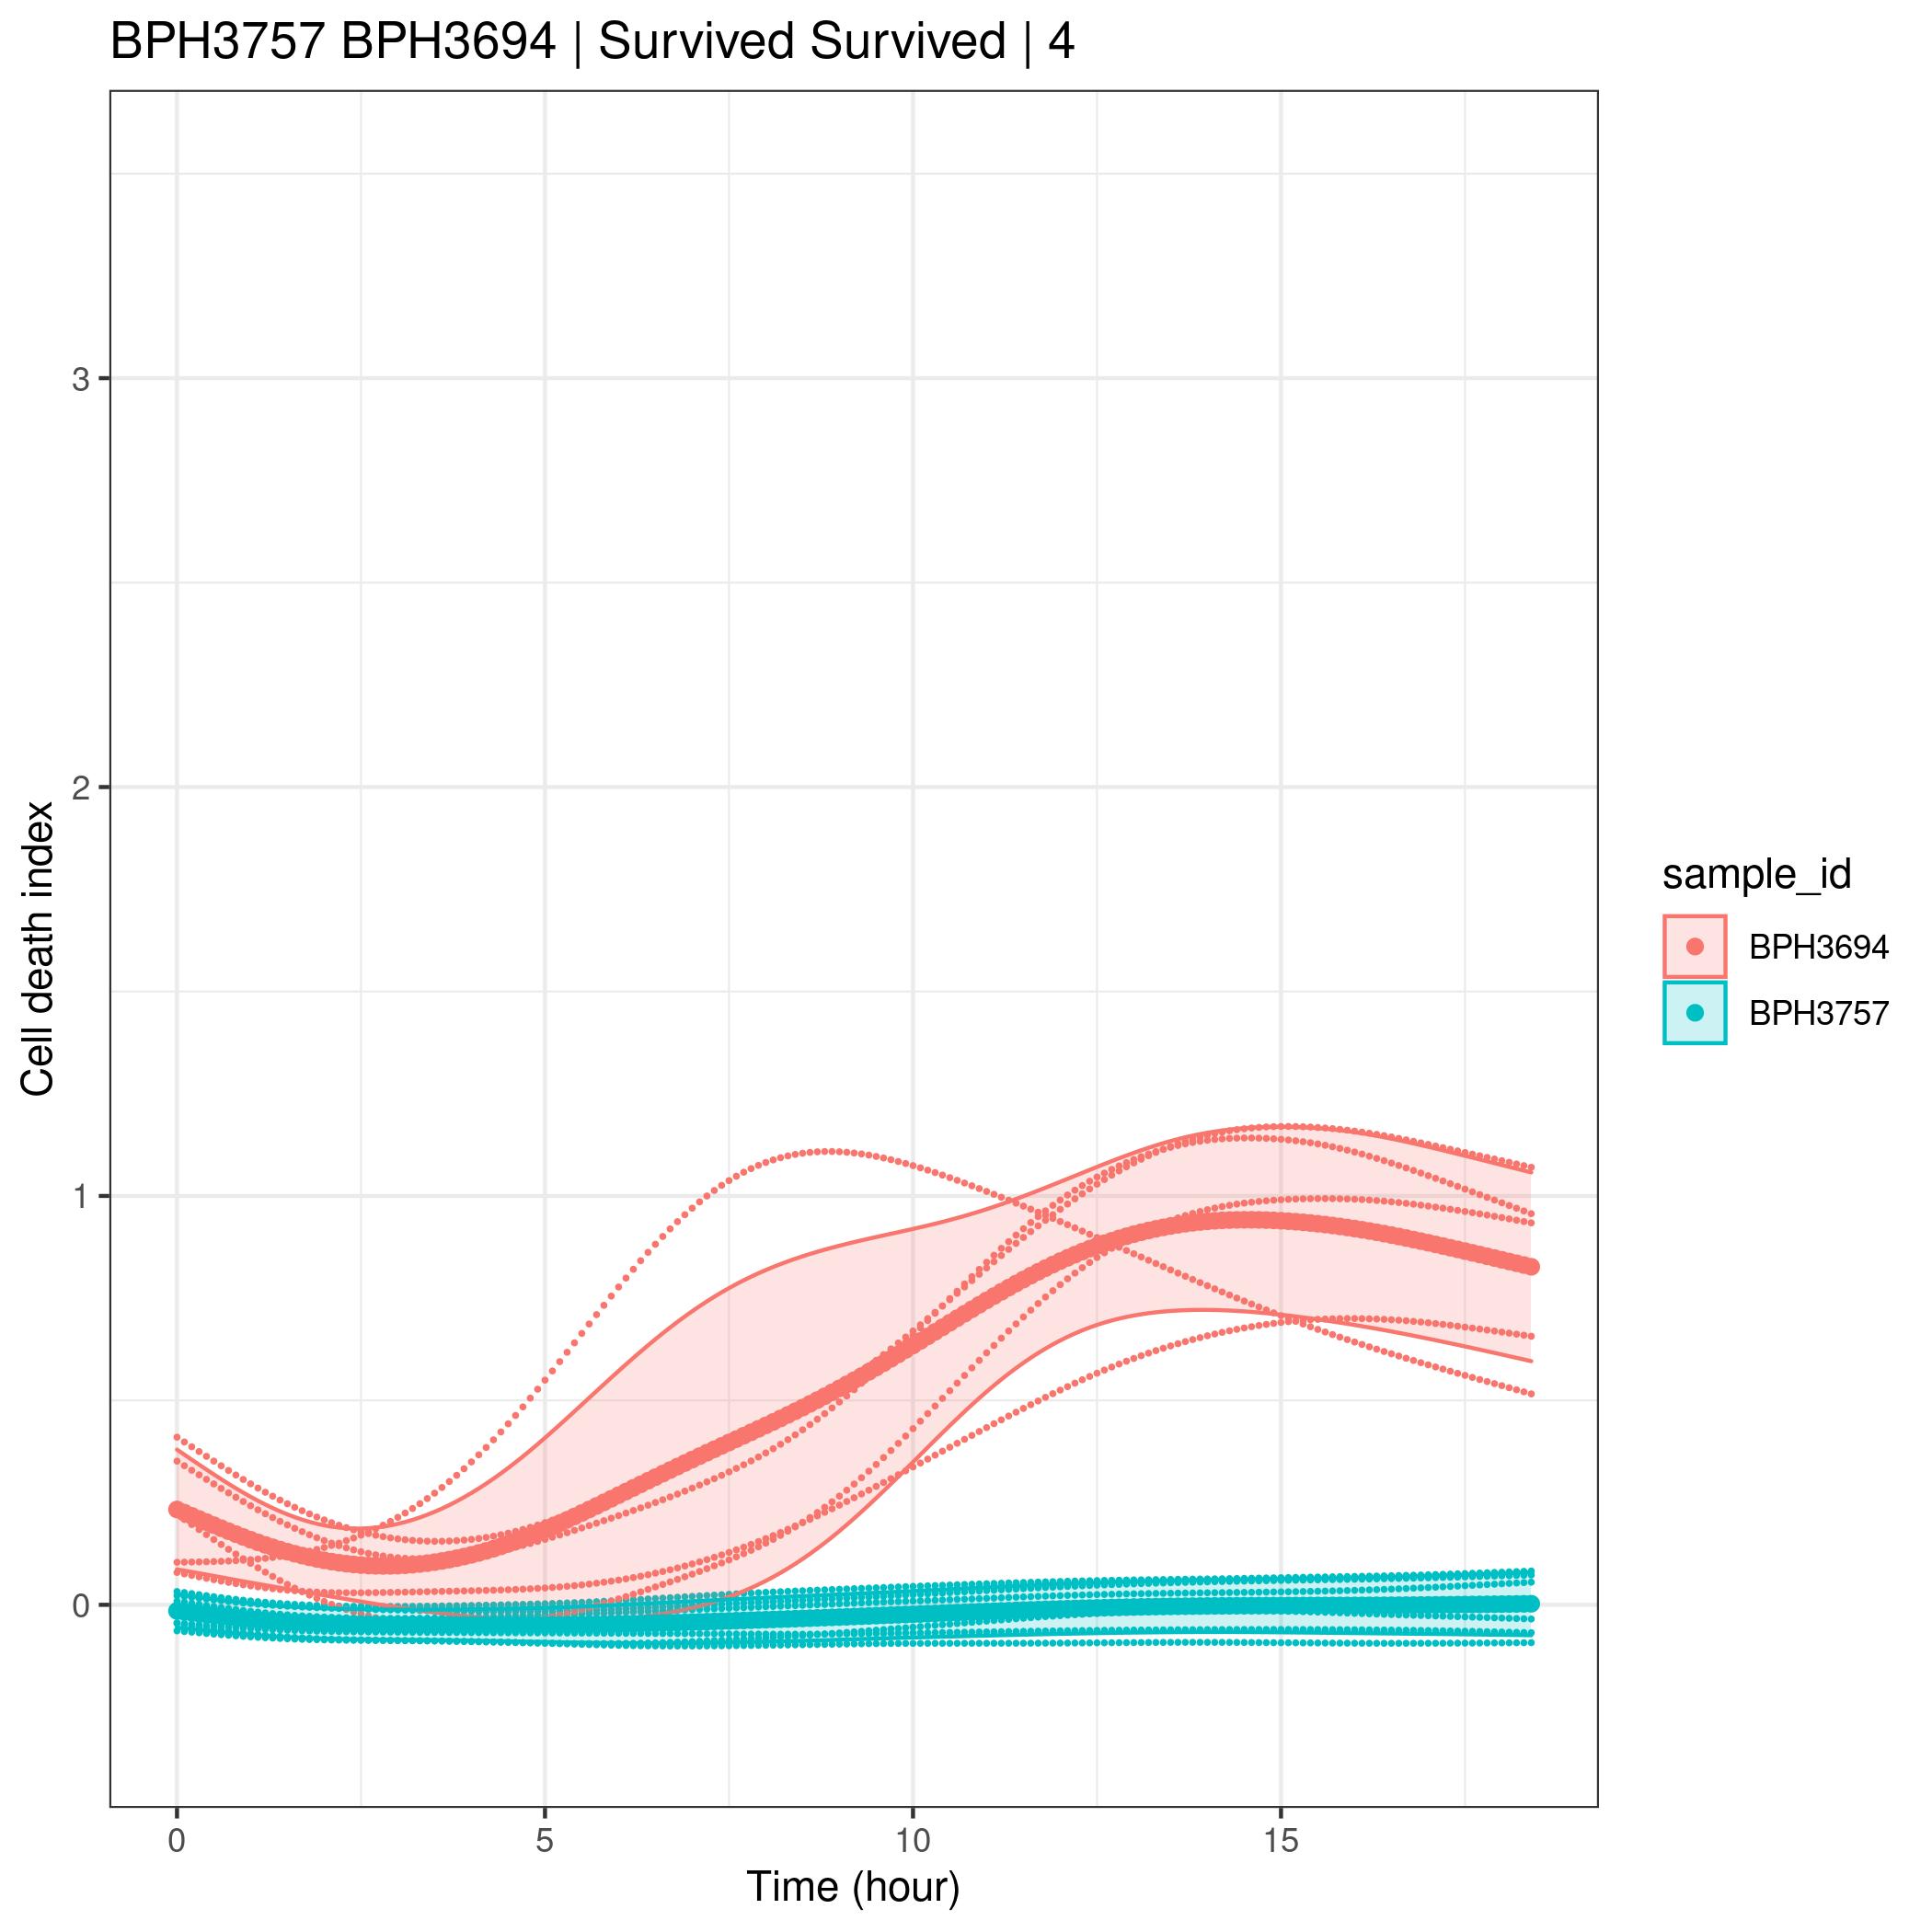 BPH3757 BPH3694 | Survived Survived | 4
Cell death index
3
2
1
0
0
5
10
15
Time (hour)
sample_id
BPH3694
BPH3757